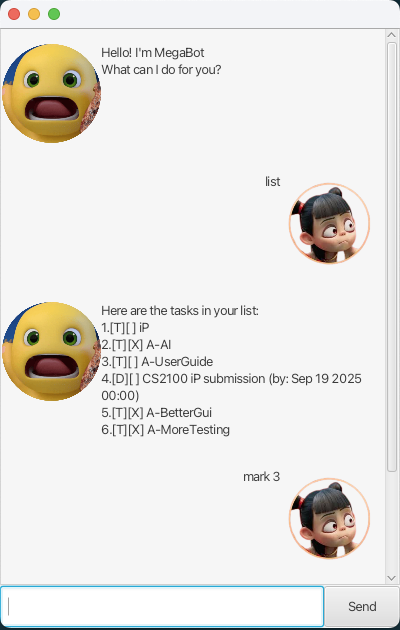 Hello! I'm MegaBot
What can I do for you?
list
Here are the tasks in your list:
1.[T][ ] iP
2.[T][X] A-AI
3.[T][ ] A-UserGuide
4.[D][ ] CS2100 iP submission (by: Sep 19 2025
00:00)
5.[T][X] A-BetterGui
6.[T][X] A-MoreTesting
mark 3
Send